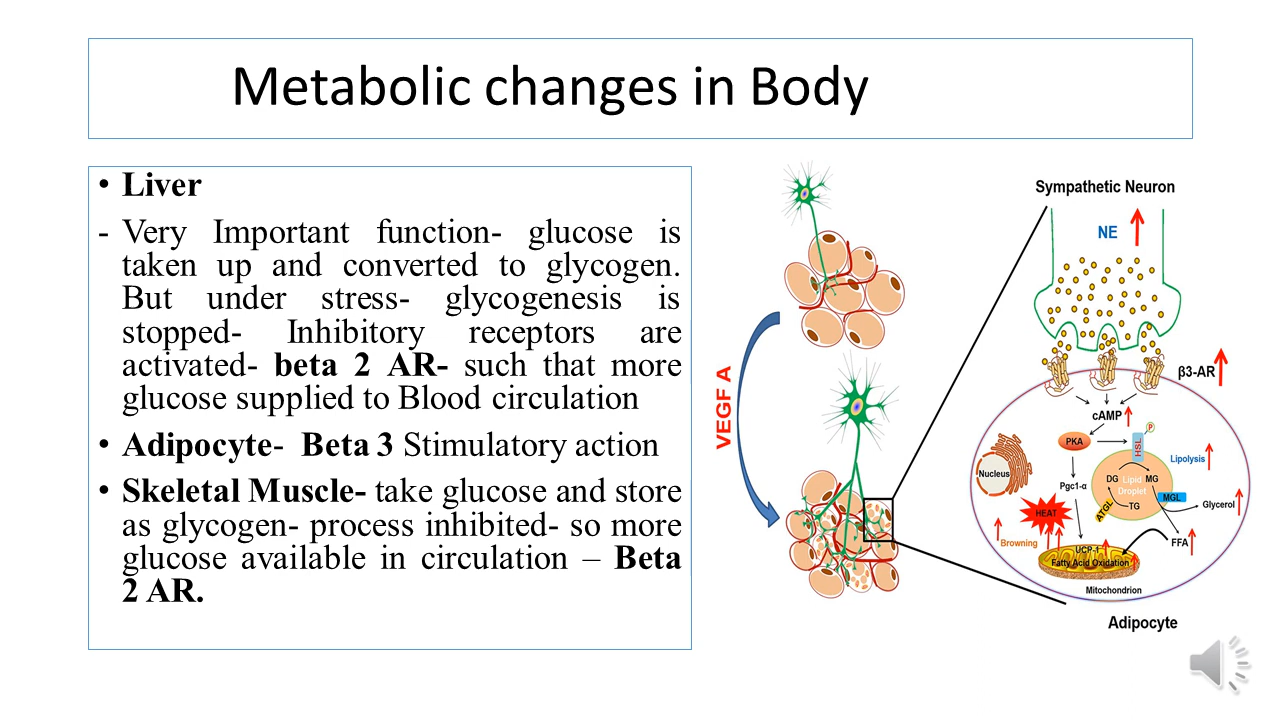 Metabolic changes in Body
• Liver
- Very Important function- glucose is
taken up and converted to glycogen.
But under stress- glycogenesis is
stopped- Inhibitory receptors are
activated- beta 2 AR- such that more
glucose supplied to Blood circulation
• Adipocyte- Beta 3 Stimulatory action
• Skeletal Muscle- take glucose and store
as glycogen- process inhibited- so more
glucose available in circulation – Beta
2 AR.
VEGF A
Sympathetic Neuron
NE
β3-AR
cAMP
P
PKA
HSL
Lipolysis
Nucleus
Pgc1-α
DG Lipid MG
Droplet
TG
ATGL
MGL
Glycerol
HEAT
Browning
UCP-1
FFA
Fatty Acid Oxidation
Mitochondrion
Adipocyte